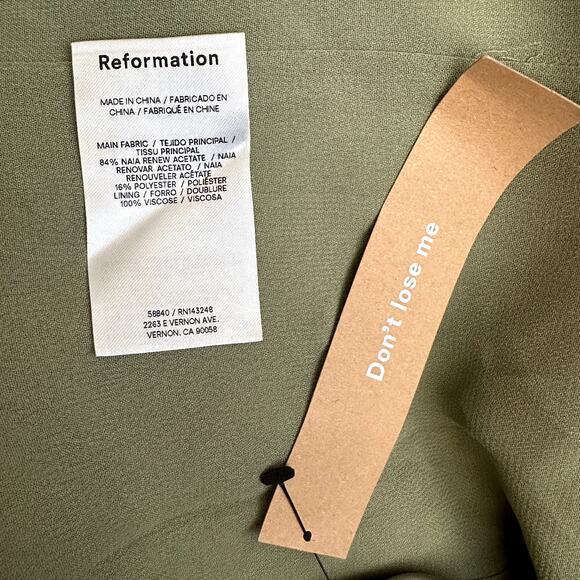 Reformation
MADE IN CHINA / FABRICADO EN
CHINA / FABRIQUÉ EN CHINE
MAIN FABRIC / TEJIDO PRINCIPAL /
TISSU PRINCIPAL
84% NAIA RENEW ACETATE / NAIA
RENOVAR ACETATO / NAIA
RENOUVELER ACÉTATE
16% POLYESTER / POLIÉSTER
LINING / FORRO / DOUBLURE
100% VISCOSE / VISCOSA
58840 / RN143248
2263 E VERNON AVE.
VERNON, CA 90058
Don't lose me